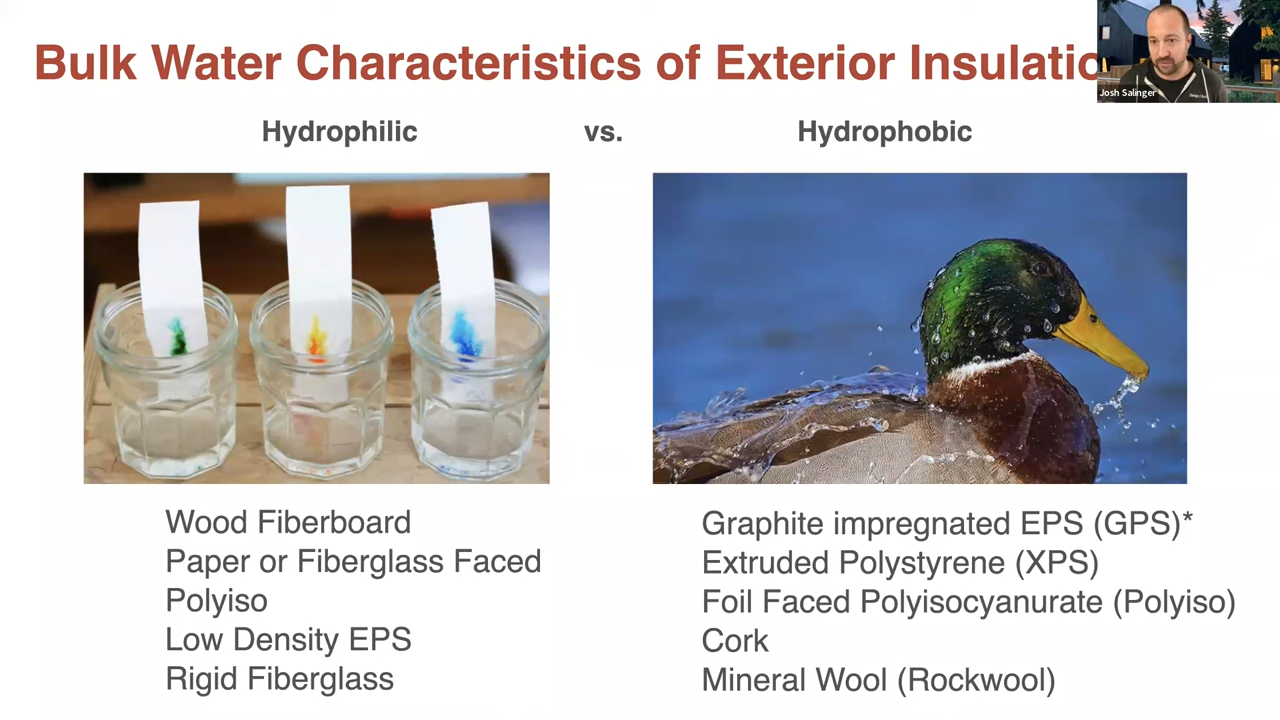 Bulk Water Characteristics of Exterior Insulatio
Josh Salinger
Hydrophilic vs. Hydrophobic
Wood Fiberboard
Paper or Fiberglass Faced
Polyiso
Low Density EPS
Rigid Fiberglass
Graphite impregnated EPS (GPS)*
Extruded Polystyrene (XPS)
Foil Faced Polyisocyanurate (Polyiso)
Cork
Mineral Wool (Rockwool)